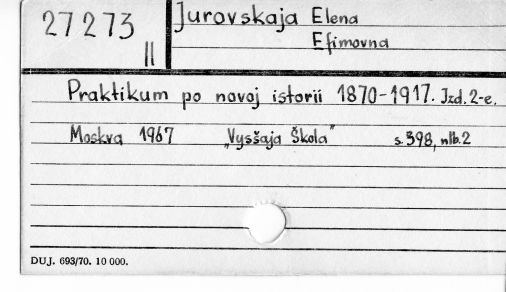 27273
II
Jurovskaja Elena
Efimovna
Praktikum po novoj istorii 1870-1917. Izd. 2-e.
Moskva 1967 „Vysšaja Škola" s. 398, nlb. 2
DUJ. 693/70. 10 000.